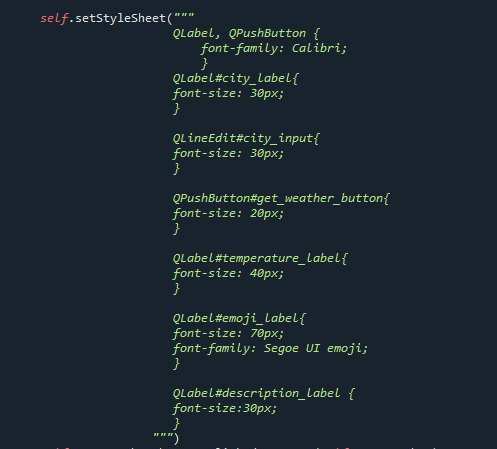 self.setStyleSheet("""
QLabel, QPushButton {
font-family: Calibri;
}
QLabel#city_label{
font-size: 30px;
}
QLineEdit#city_input{
font-size: 30px;
}
QPushButton#get_weather_button{
font-size: 20px;
}
QLabel#temperature_label{
font-size: 40px;
}
QLabel#emoji_label{
font-size: 70px;
font-family: Segoe UI emoji;
}
QLabel#description_label {
font-size:30px;
}
""")